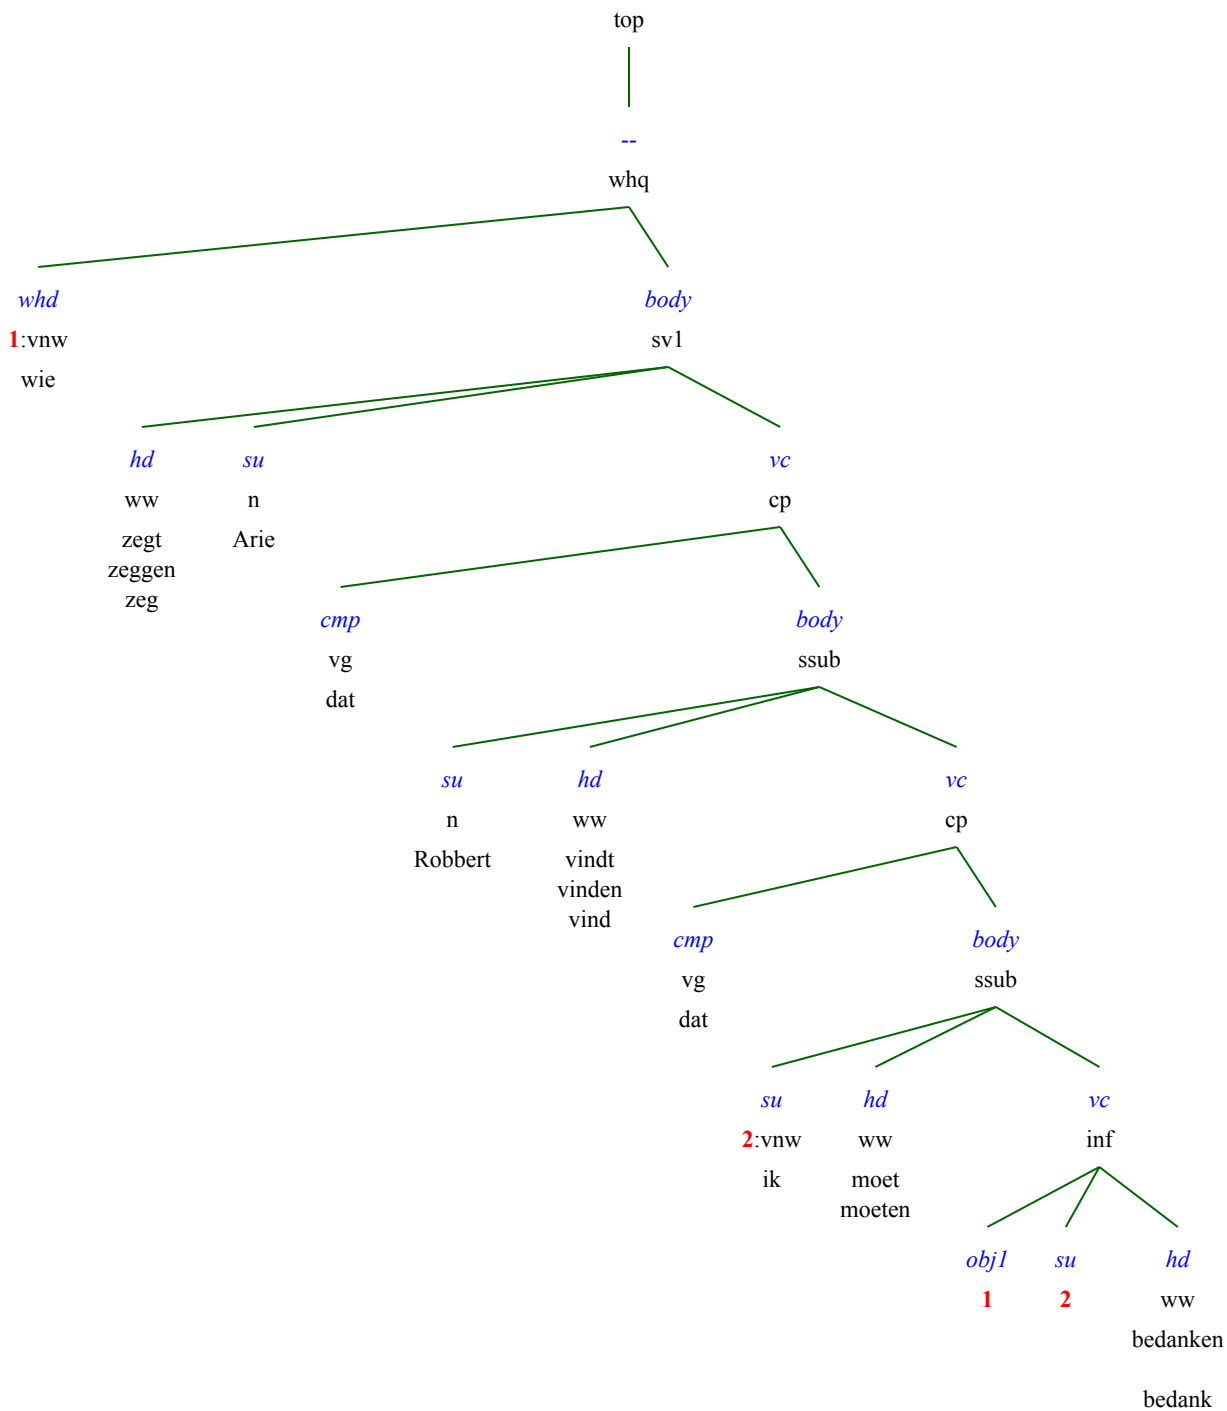 top
--
whq
whd body
1:vnw sv1
wie
hd su vc
ww n cp
zegt Arie
zeggen
zeg
cmp body
vg ssub
dat
su hd vc
n ww cp
Robbert vindt
vinden
vind
cmp body
vg ssub
dat
su hd vc
2:vnw ww inf
ik moet
moeten
obj1 su hd
1 2 ww
bedanken
bedank